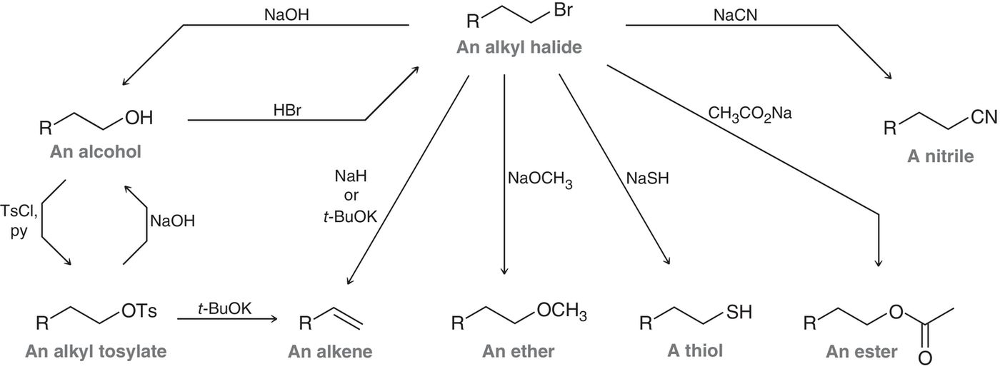 NaOH
R
Br
An alkyl halide
NaCN
HBr
R
OH
An alcohol
CH₃CO₂Na
R
CN
A nitrile
TsCl,
py
NaOH
NaH
or
t-BuOK
NaOCH₃
NaSH
R
OTs
An alkyl tosylate
t-BuOK
R
An alkene
R
OCH₃
An ether
R
SH
A thiol
R
O
O
An ester